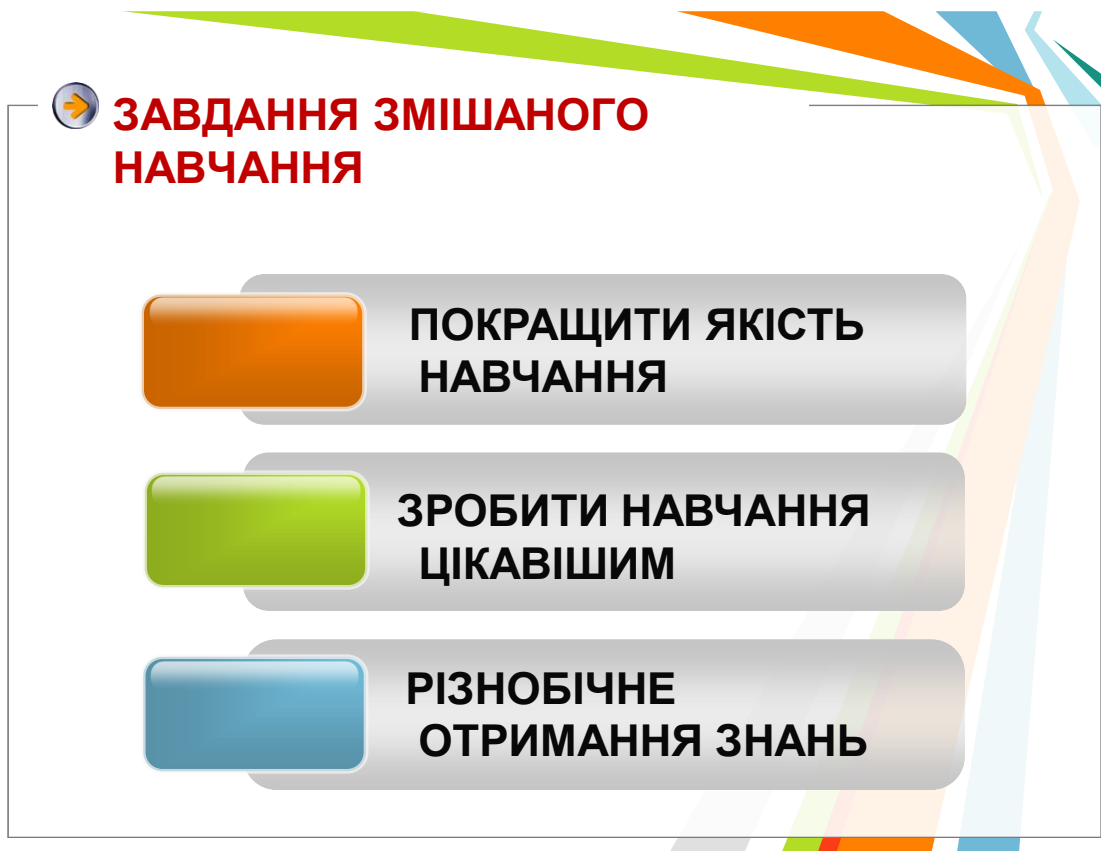 ЗАВДАННЯ ЗМІШАНОГО
НАВЧАННЯ
ПОКРАЩИТИ ЯКІСТЬ
НАВЧАННЯ
ЗРОБИТИ НАВЧАННЯ
ЦІКАВІШИМ
РІЗНОБІЧНЕ
ОТРИМАННЯ ЗНАНЬ